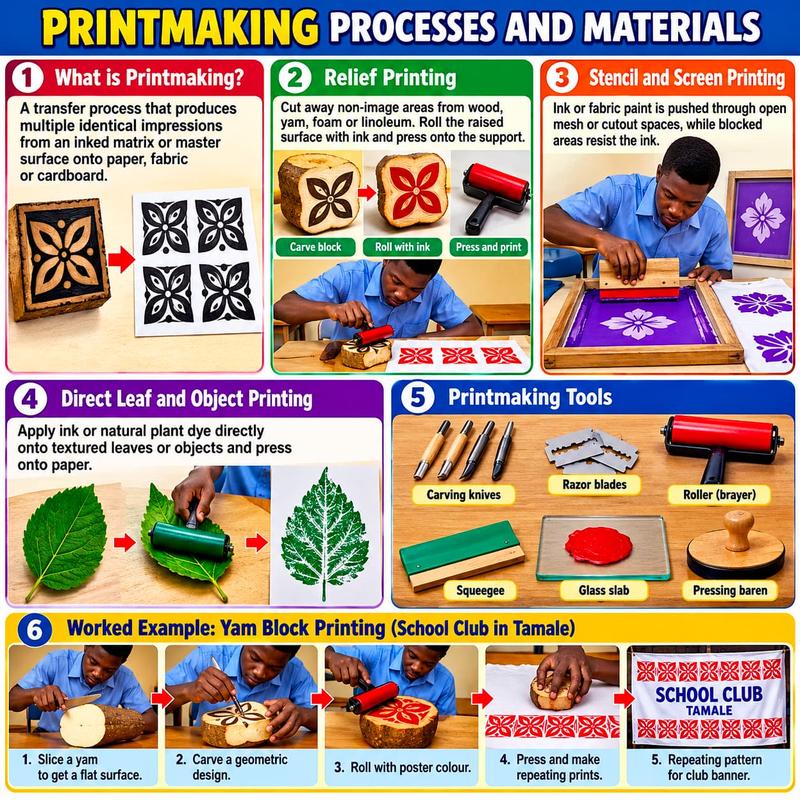 PRINTMAKING PROCESSES AND MATERIALS
1 What is Printmaking?
A transfer process that produces
multiple identical impressions
from an inked matrix or master
surface onto paper, fabric
or cardboard.
2 Relief Printing
Cut away non-image areas from wood,
yam, foam or linoleum. Roll the raised
surface with ink and press onto the support.
Carve block
Roll with ink
Press and print
3 Stencil and Screen Printing
Ink or fabric paint is pushed through open
mesh or cutout spaces, while blocked
areas resist the ink.
4 Direct Leaf and Object Printing
Apply ink or natural plant dye directly
onto textured leaves or objects and press
onto paper.
5 Printmaking Tools
Carving knives
Razor blades
Roller (brayer)
Squeegee
Glass slab
Pressing baren
6 Worked Example: Yam Block Printing (School Club in Tamale)
1. Slice a yam
to get a flat surface.
2. Carve a geometric
design.
3. Roll with poster colour.
4. Press and make
repeating prints.
SCHOOL CLUB
TAMALE
5. Repeating pattern
for club banner.